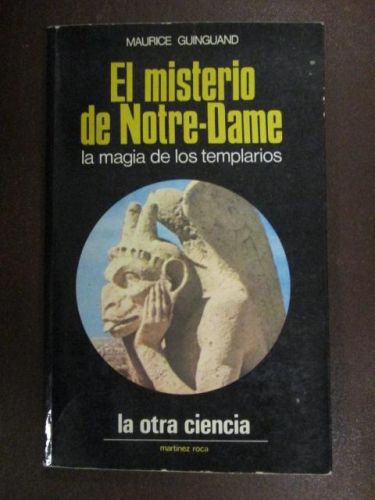 MAURICE GUINGUAND
El misterio
de Notre-Dame
la magia de los templarios
la otra ciencia
martínez roca